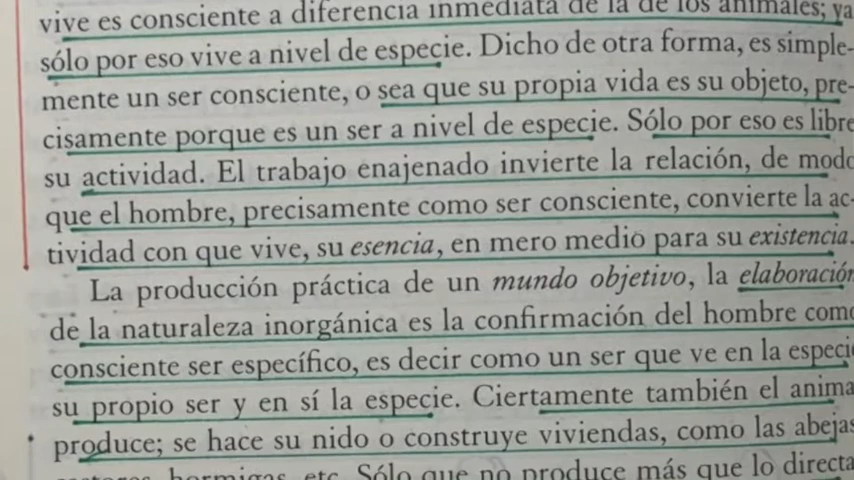 vive es consciente a diferencia inmediata de la de los animales; ya
sólo por eso vive a nivel de especie. Dicho de otra forma, es simple-
mente un ser consciente, o sea que su propia vida es su objeto, pre-
cisamente porque es un ser a nivel de especie. Sólo por eso es libre
su actividad. El trabajo enajenado invierte la relación, de modo
que el hombre, precisamente como ser consciente, convierte la ac-
tividad con que vive, su esencia, en mero medio para su existencia.
La producción práctica de un mundo objetivo, la elaboración
de la naturaleza inorgánica es la confirmación del hombre como
consciente ser específico, es decir como un ser que ve en la especie
su propio ser y en sí la especie. Ciertamente también el anima
produce; se hace su nido o construye viviendas, como las abejas
hormigas, etc. Sólo que no produce más que lo directa